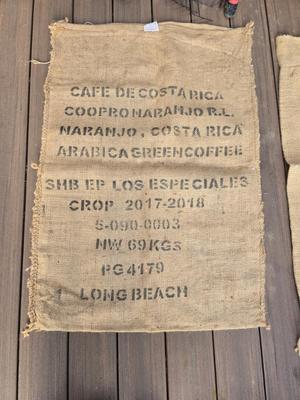 CAFE DE COSTA RICA
COOPRONARANJO R.L.
NARANJO, COSTA RICA
ARABICA GREEN COFFEE
SHB EP LOS ESPECIALES
CROP 2017-2018
5-090-0003
NW 69 KGS
PG 4179
LONG BEACH